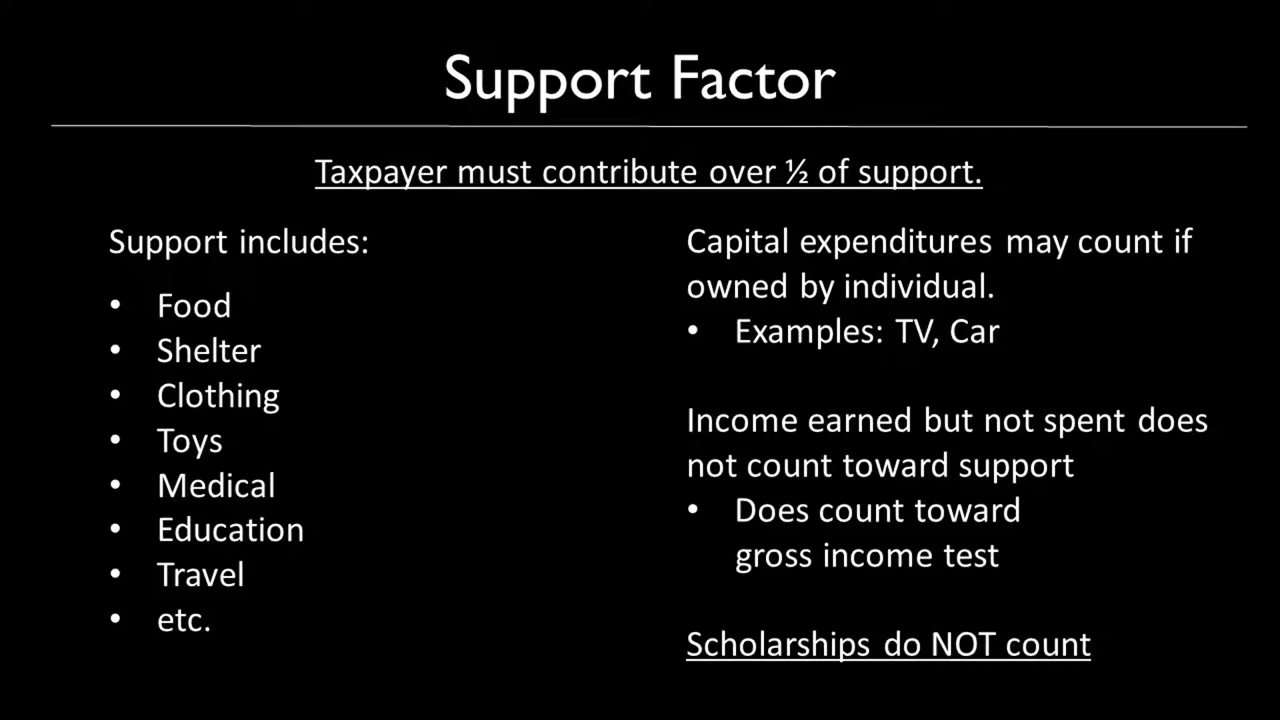 Support Factor
Taxpayer must contribute over ½ of support.
Support includes:
• Food
• Shelter
• Clothing
• Toys
• Medical
• Education
• Travel
• etc.
Capital expenditures may count if
owned by individual.
• Examples: TV, Car
Income earned but not spent does
not count toward support
• Does count toward
gross income test
Scholarships do NOT count